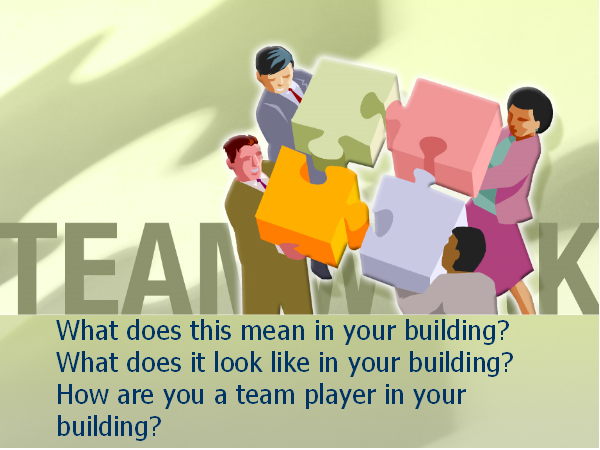 TEAMWORK
What does this mean in your building?
What does it look like in your building?
How are you a team player in your
building?